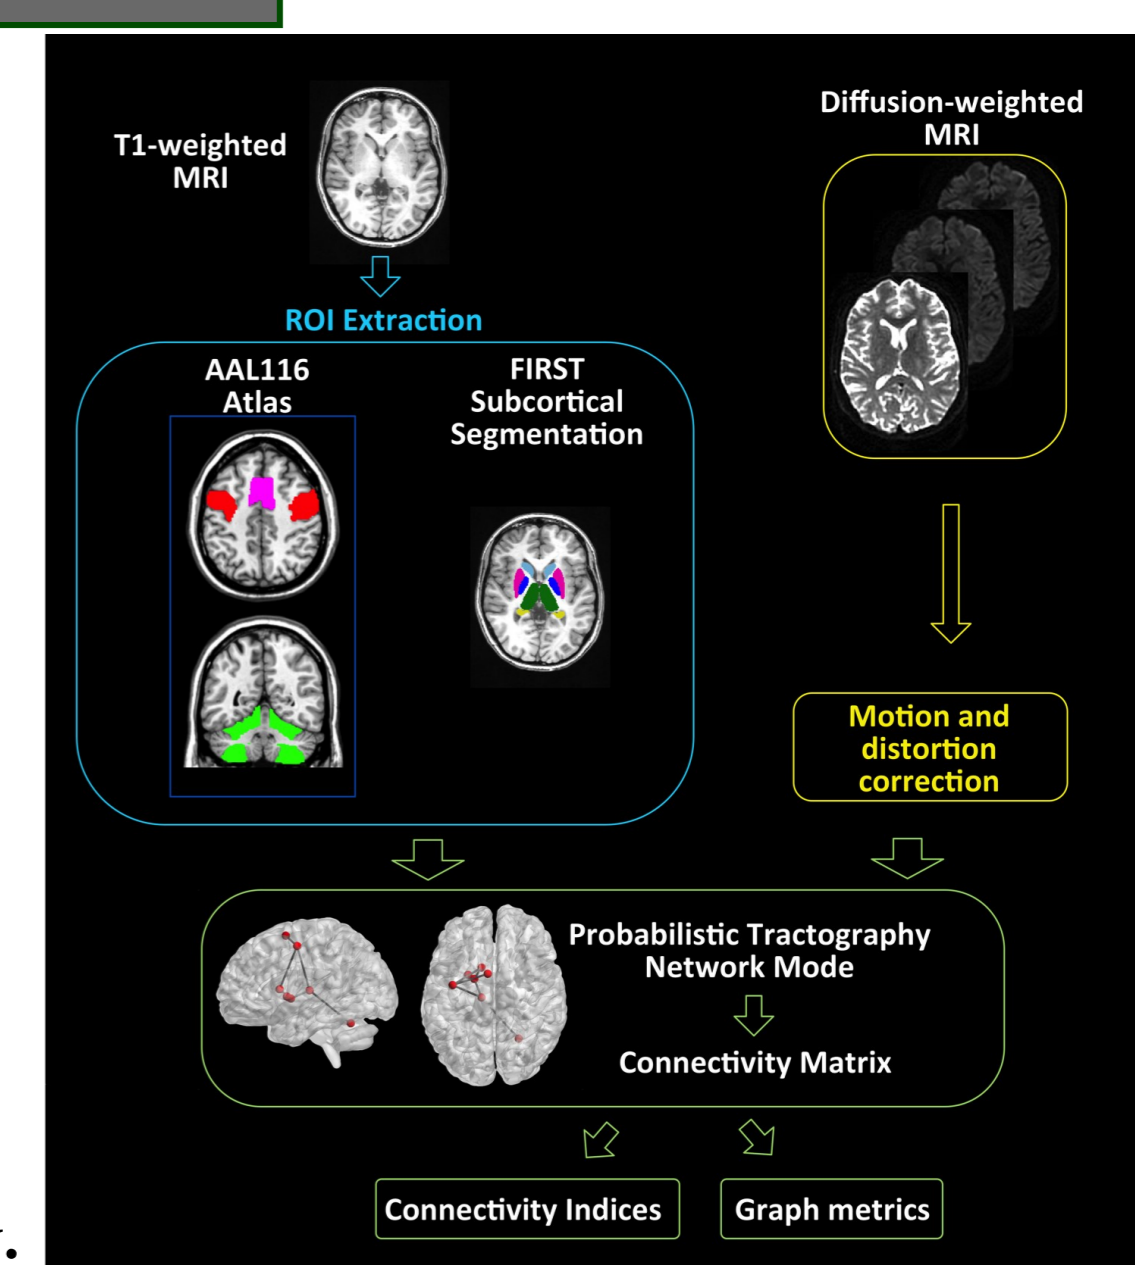 T1-weighted
MRI
Diffusion-weighted
MRI
ROI Extraction
AAL116
Atlas
FIRST
Subcortical
Segmentation
Motion and
distortion
correction
Probabilistic Tractography
Network Mode
Connectivity Matrix
Connectivity Indices
Graph metrics